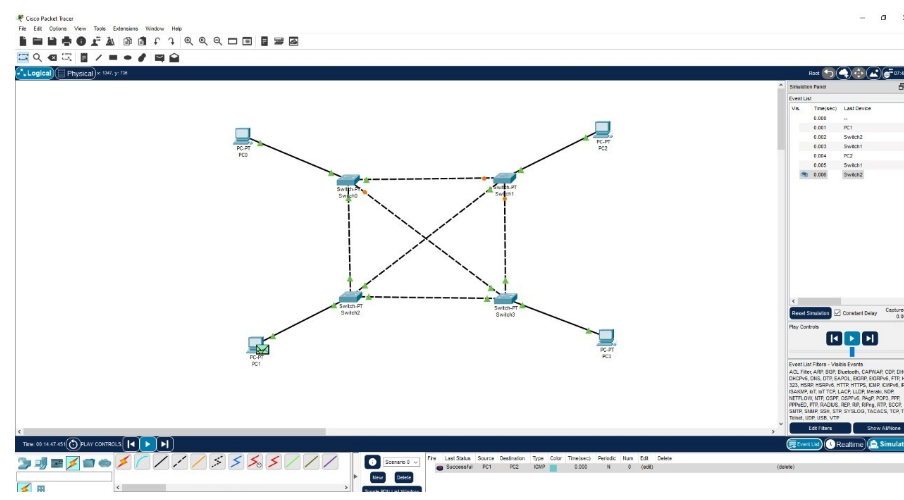 Cisco Packet Tracer
File Edit Options View Tools Extensions Window Help
Logical Physical x: 1047, y: 726
Root
Simulation Panel
Event List
Vis. Time(sec) Last Device
0.000 --
0.001 PC1
0.002 Switch2
0.003 Switch1
0.004 PC2
0.005 Switch1
0.006 Switch2
PC-PT
PC0
PC-PT
PC2
Switch-PT
Switch0
Switch-PT
Switch1
Switch-PT
Switch2
Switch-PT
Switch3
PC-PT
PC1
PC-PT
PC3
Reset Simulation Constant Delay Capture
Play Controls
Event List Filters - Visible Events
ACL Filter, ARP, BGP, Bluetooth, CAPWAP, CDP,
DHCPv6, DNS, DTP, EAPOL, EIGRP, EIGRPv6, FTP,
323, HSRP, HSRPv6, HTTP, HTTPS, ICMP, ICMPv6,
ISAKMP, IoT, IoT TCP, LACP, LLDP, Meraki, NDP,
NETFLOW, NTP, OSPF, OSPFv6, PAgP, POP3, PPP,
PPPoED, PTP, RADIUS, REP, RIP, RIPng, RTP, SCCP,
SMTP, SNMP, SSH, STP, SYSLOG, TACACS, TCP,
Telnet, UDP, USB, VTP
Edit Filters Show All/None
Time: 00:14:47.451 PLAY CONTROLS:
Event List Realtime Simulat
Scenario 0
New Delete
Toggle PDU List Window
Fire Last Status Source Destination Type Color Time(sec) Periodic Num Edit Delete
Successful PC1 PC2 ICMP 0.000 N 0 (edit) (delete)